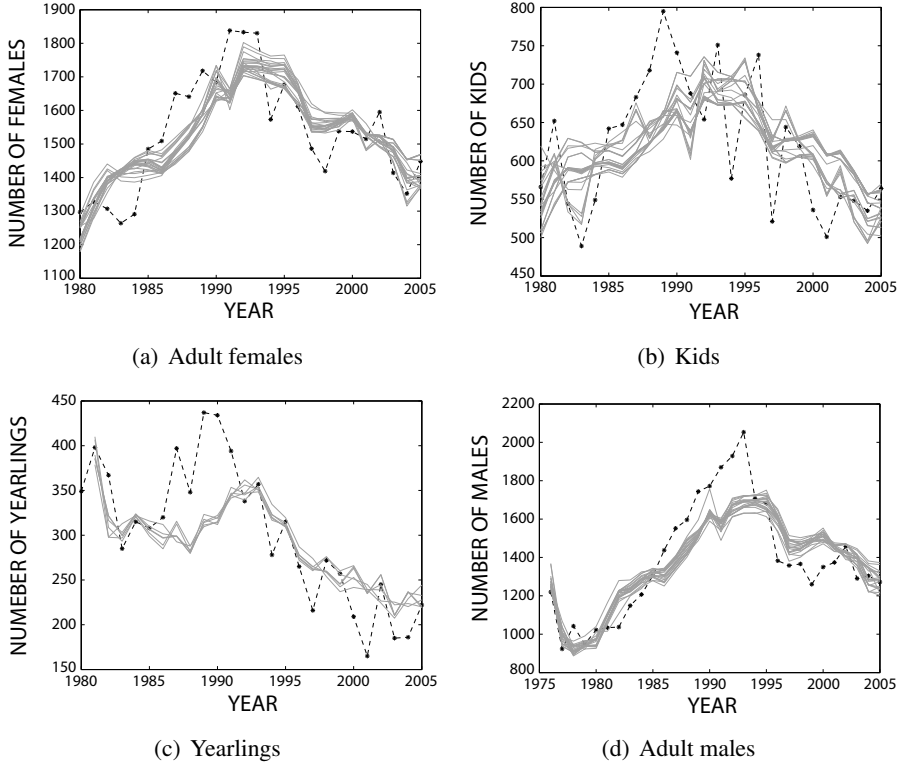 1900
1800
1700
1600
1500
1400
1300
1200
1100
NUMBER OF FEMALES
1980 1985 1990 1995 2000 2005
YEAR
(a) Adult females
800
750
700
650
600
550
500
450
NUMBER OF KIDS
1980 1985 1990 1995 2000 2005
YEAR
(b) Kids
450
400
350
300
250
200
150
NUMEBER OF YEARLINGS
1980 1985 1990 1995 2000 2005
YEAR
(c) Yearlings
2200
2000
1800
1600
1400
1200
1000
800
NUMBER OF MALES
1975 1980 1985 1990 1995 2000 2005
YEAR
(d) Adult males